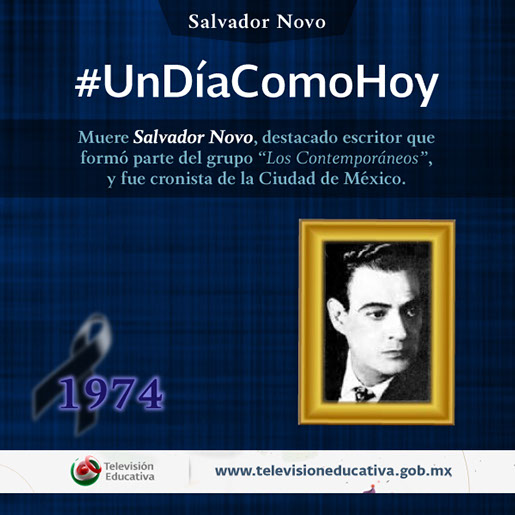 Salvador Novo
#UnDíaComoHoy
Muere Salvador Novo, destacado escritor que
formó parte del grupo “Los Contemporáneos”,
y fue cronista de la Ciudad de México.
1974
Televisión
Educativa
www.televisioneducativa.gob.mx